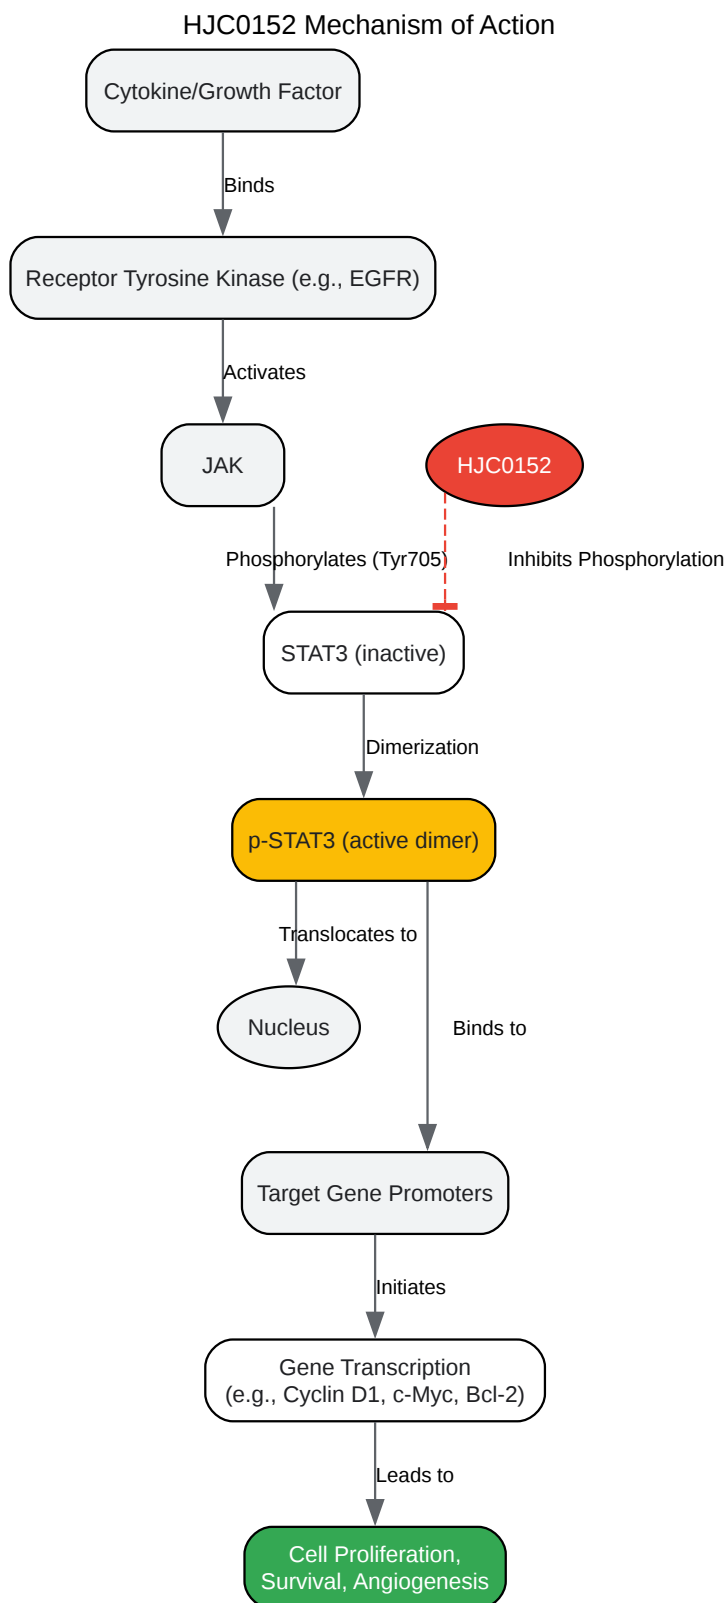 HJC0152 Mechanism of Action
Cytokine/Growth Factor
Binds
Receptor Tyrosine Kinase (e.g., EGFR)
Activates
JAK
HJC0152
Phosphorylates (Tyr705)
Inhibits Phosphorylation
STAT3 (inactive)
Dimerization
p-STAT3 (active dimer)
Translocates to
Nucleus
Binds to
Target Gene Promoters
Initiates
Gene Transcription
(e.g., Cyclin D1, c-Myc, Bcl-2)
Leads to
Cell Proliferation,
Survival, Angiogenesis